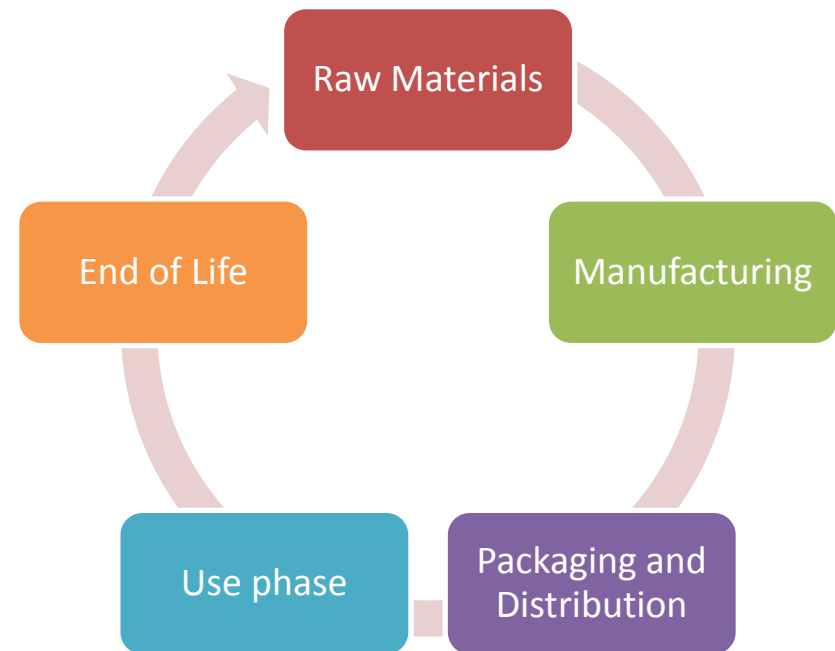 Raw Materials
Manufacturing
Packaging and
Distribution
Use phase
End of Life